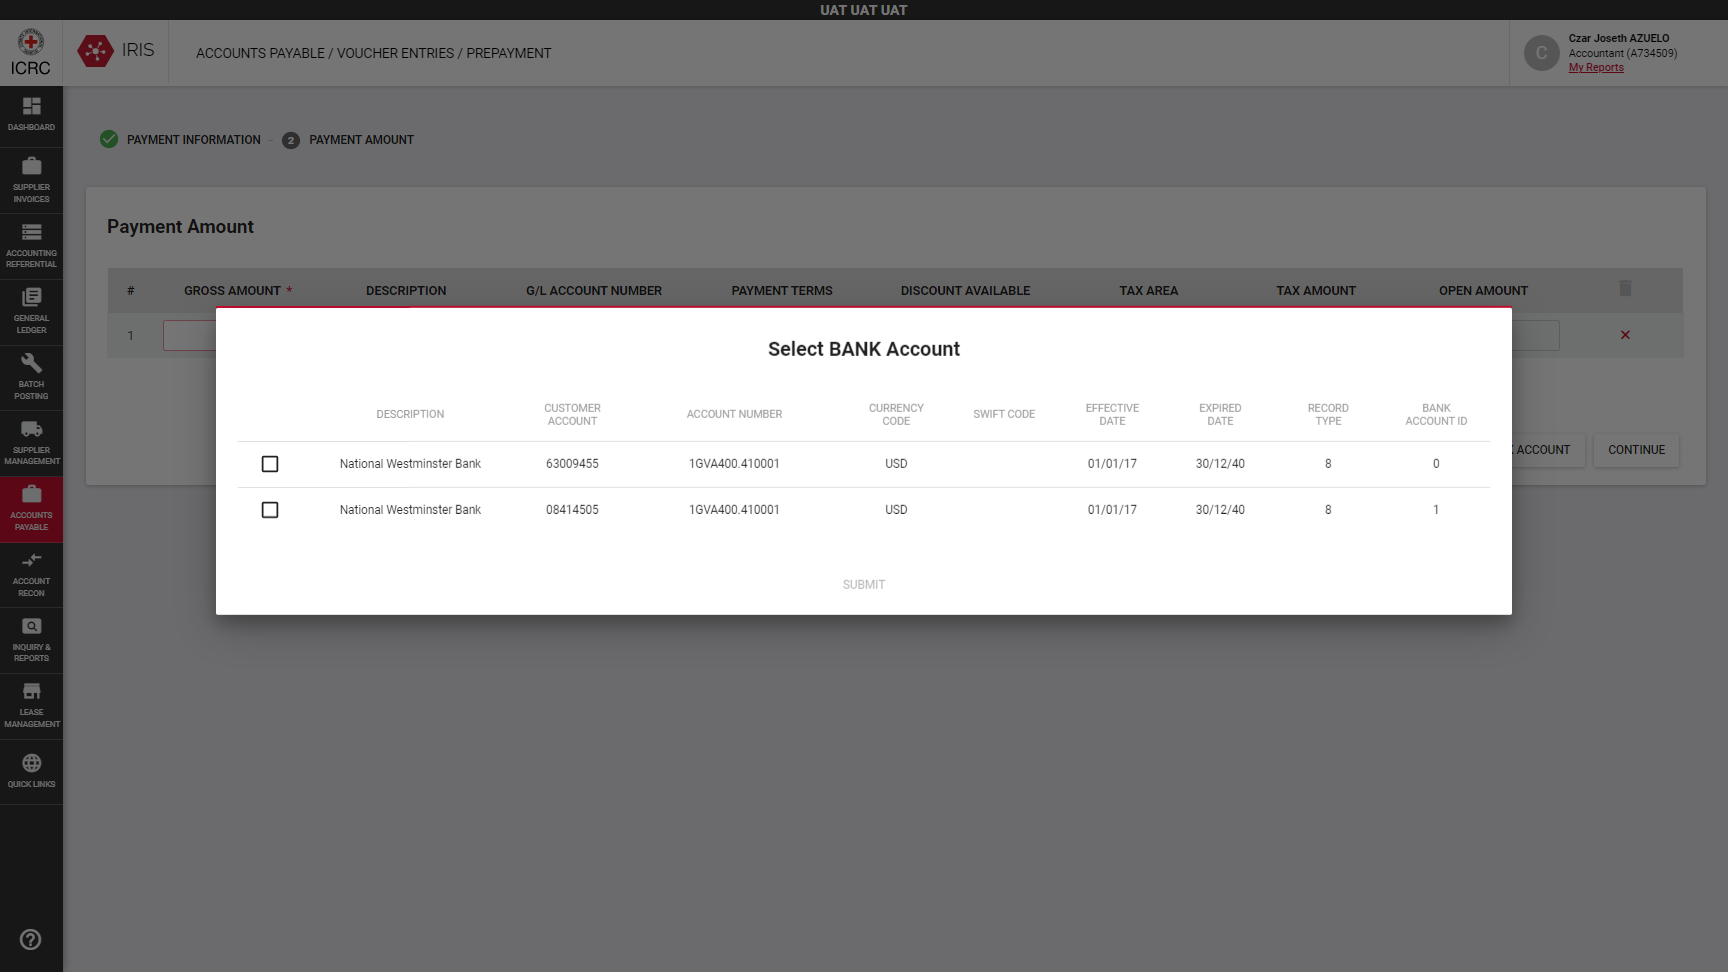 UAT UAT UAT
ICRC
IRIS
ACCOUNTS PAYABLE / VOUCHER ENTRIES / PREPAYMENT
C
Czar Joseth AZUELO
Accountant (A734509)
My Reports
DASHBOARD
SUPPLIER
INVOICES
ACCOUNTING
REFERENTIAL
GENERAL
LEDGER
BATCH
POSTING
SUPPLIER
MANAGEMENT
ACCOUNTS
PAYABLE
ACCOUNT
RECON
INQUIRY &
REPORTS
LEASE
MANAGEMENT
QUICK LINKS
PAYMENT INFORMATION - 2 PAYMENT AMOUNT
Payment Amount
# GROSS AMOUNT * DESCRIPTION G/L ACCOUNT NUMBER PAYMENT TERMS DISCOUNT AVAILABLE TAX AREA TAX AMOUNT OPEN AMOUNT
1
ACCOUNT CONTINUE
Select BANK Account
DESCRIPTION CUSTOMER ACCOUNT ACCOUNT NUMBER CURRENCY CODE SWIFT CODE EFFECTIVE DATE EXPIRED DATE RECORD TYPE BANK ACCOUNT ID
National Westminster Bank 63009455 1GVA400.410001 USD 01/01/17 30/12/40 8 0
National Westminster Bank 08414505 1GVA400.410001 USD 01/01/17 30/12/40 8 1
SUBMIT